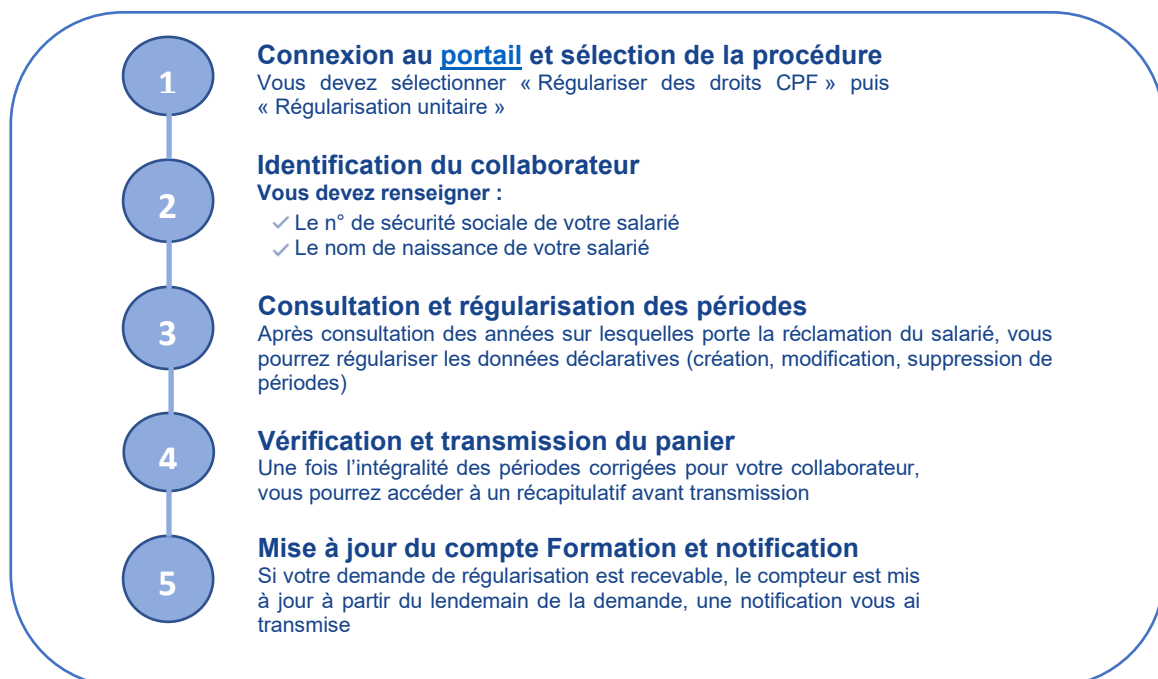 1
Connexion au portail et sélection de la procédure
Vous devez sélectionner « Régulariser des droits CPF » puis
« Régularisation unitaire »
2
Identification du collaborateur
Vous devez renseigner :
✓ Le n° de sécurité sociale de votre salarié
✓ Le nom de naissance de votre salarié
3
Consultation et régularisation des périodes
Après consultation des années sur lesquelles porte la réclamation du salarié, vous
pourrez régulariser les données déclaratives (création, modification, suppression de
périodes)
4
Vérification et transmission du panier
Une fois l’intégralité des périodes corrigées pour votre collaborateur,
vous pourrez accéder à un récapitulatif avant transmission
5
Mise à jour du compte Formation et notification
Si votre demande de régularisation est recevable, le compteur est mis
à jour à partir du lendemain de la demande, une notification vous ai
transmise